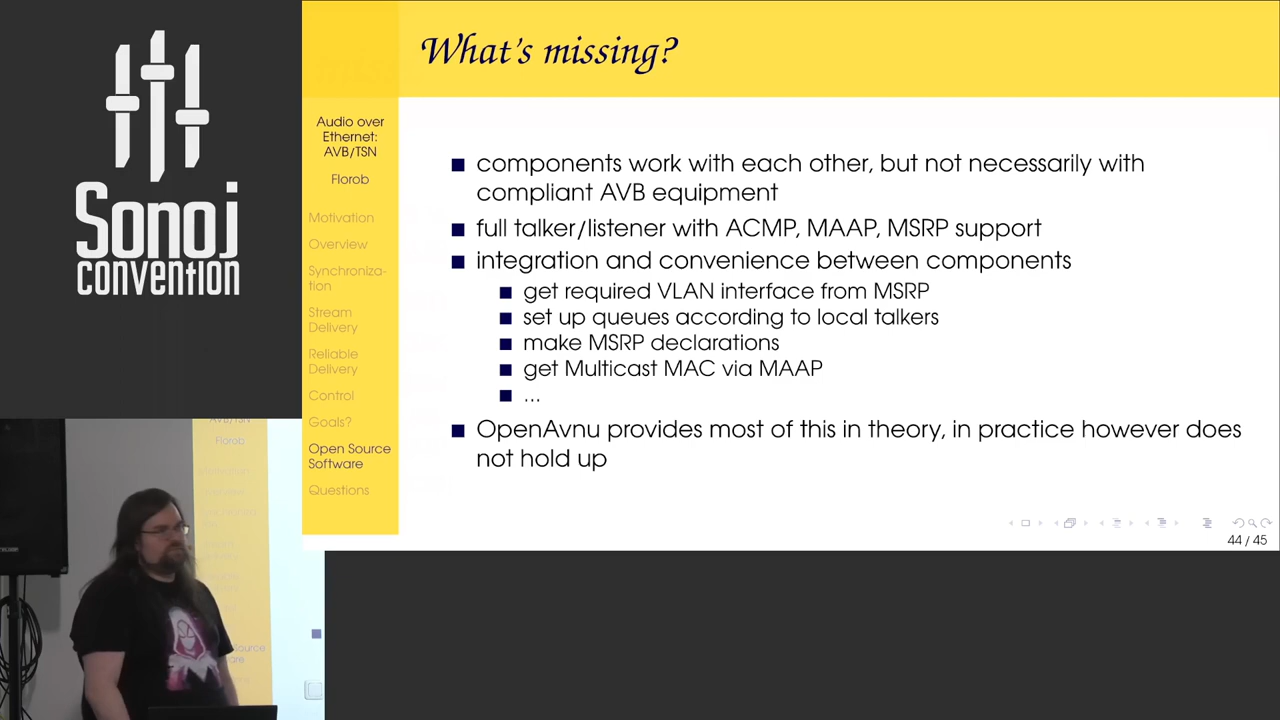 Sonoj
convention
What's missing?
Audio over
Ethernet:
AVB/TSN
Florob
Motivation
Overview
Synchroniza-
tion
Stream
Delivery
Reliable
Delivery
Control
Goals?
Open Source
Software
Questions
■ components work with each other, but not necessarily with
compliant AVB equipment
■ full talker/listener with ACMP, MAAP, MSRP support
■ integration and convenience between components
■ get required VLAN interface from MSRP
■ set up queues according to local talkers
■ make MSRP declarations
■ get Multicast MAC via MAAP
■ ...
■ OpenAvnu provides most of this in theory, in practice however does
not hold up
44 / 45
AVB/TSN
Florob